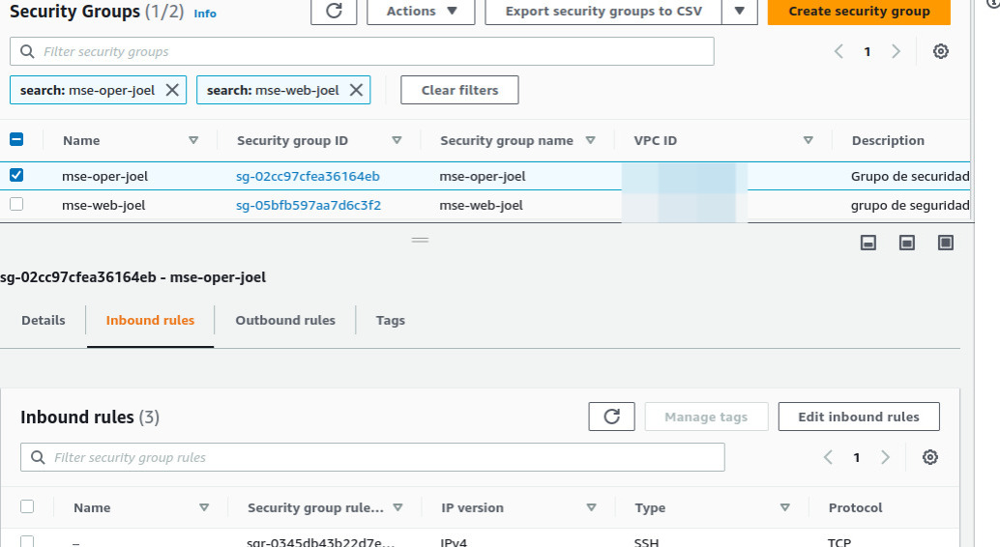 Security Groups (1/2) Info
Actions
Export security groups to CSV
Create security group
Filter security groups
1
search: mse-oper-joel
search: mse-web-joel
Clear filters
Name Security group ID Security group name VPC ID Description
mse-oper-joel sg-02cc97cfea36164eb mse-oper-joel Grupo de securidad
mse-web-joel sg-05bfb597aa7d6c3f2 mse-web-joel grupo de seguridad
sg-02cc97cfea36164eb - mse-oper-joel
Details Inbound rules Outbound rules Tags
Inbound rules (3)
Manage tags
Edit inbound rules
Filter security group rules
1
Name Security group rule... IP version Type Protocol
– sgr-0345db43b22d7e... IPv4 SSH TCP